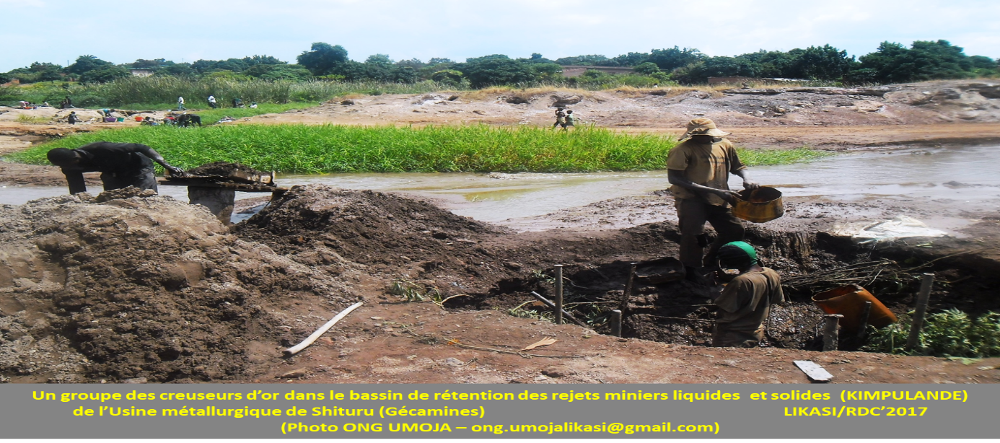 Un groupe des creuseurs d’or dans le bassin de rétention des rejets miniers liquides et solides (KIMPULANDE)
de l’Usine métallurgique de Shituru (Gécamines) LIKASI/RDC’2017
(Photo ONG UMOJA – ong.umojalikasi@gmail.com)